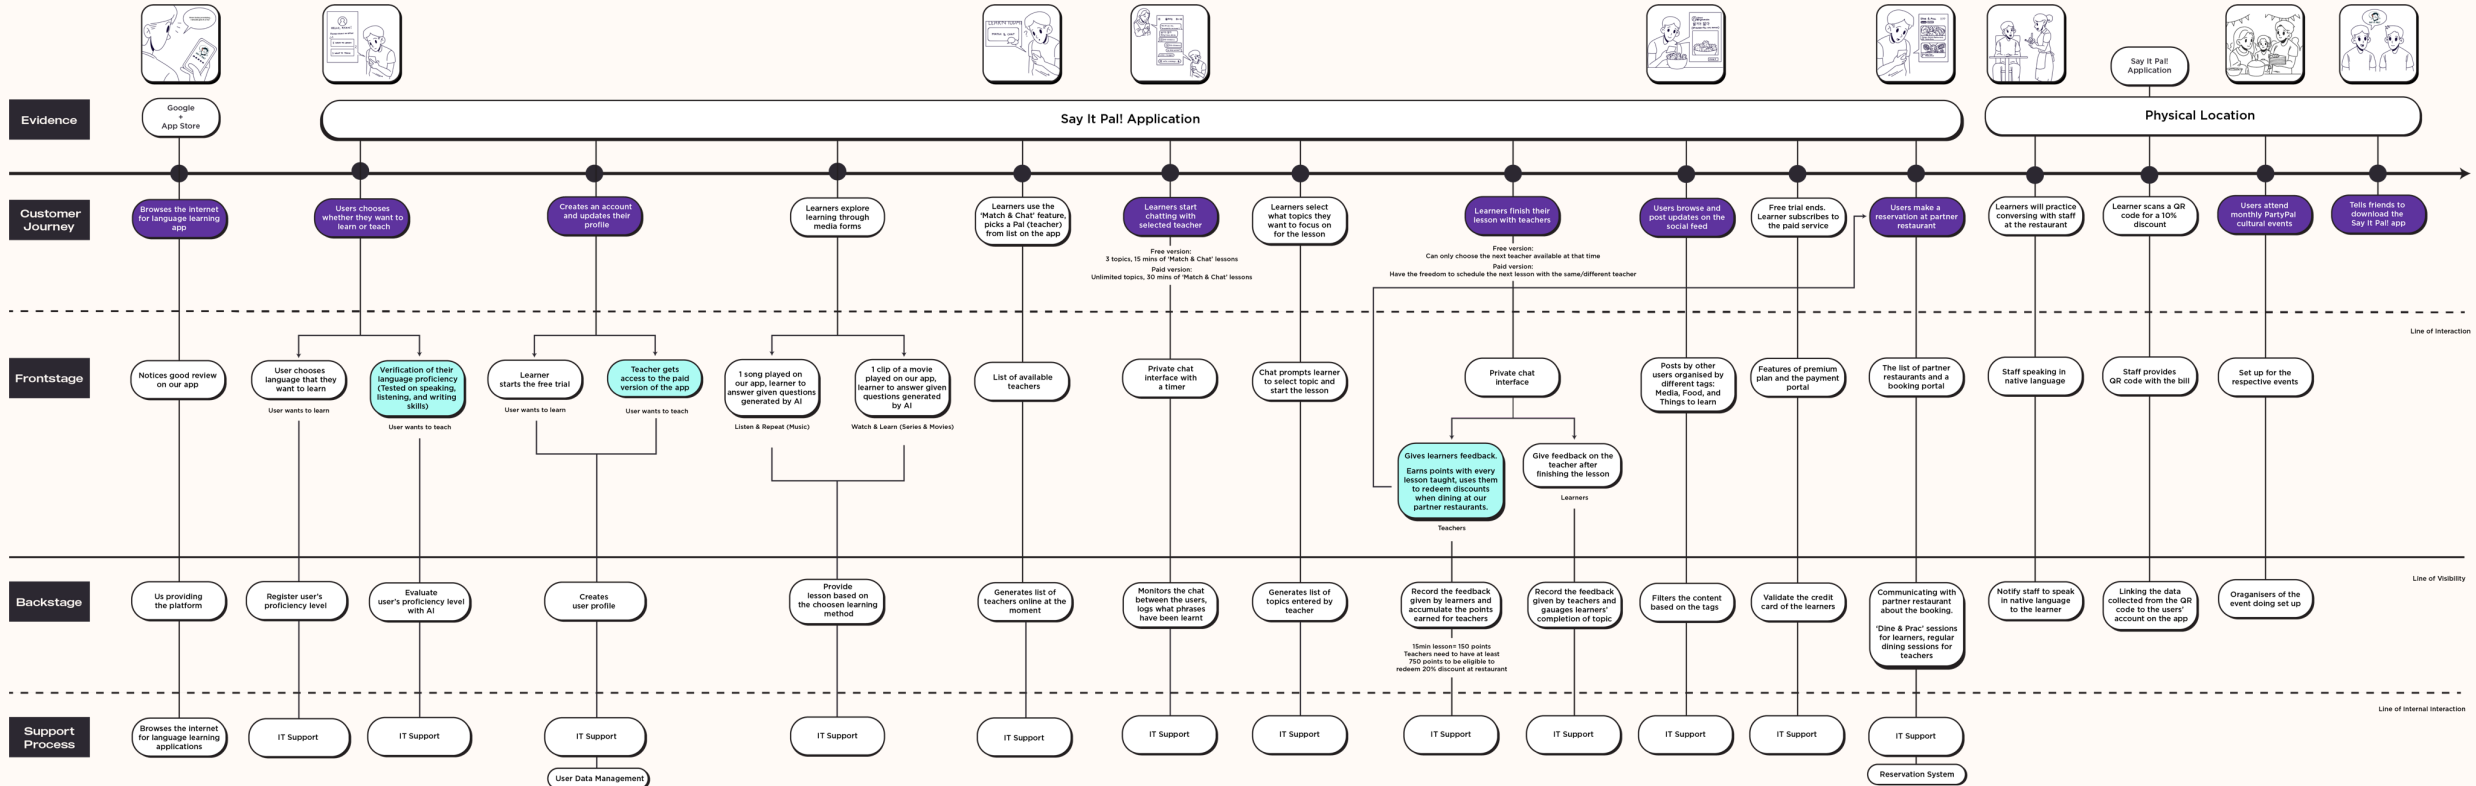 Say It Pal!
Application
Evidence
Google
+
App Store
Say It Pal! Application
Physical Location
Customer
Journey
Browses the internet
for language learning
app
Users chooses
whether they want to
learn or teach
Creates an account
and updates their
profile
Learners explore
learning through
media forms
Learners use the
'Match & Chat' feature,
picks a Pal (teacher)
from list on the app
Learners start
chatting with
selected teacher
Free version:
3 topics, 15 mins of 'Match & Chat' lessons
Paid version:
Unlimited topics, 30 mins of 'Match & Chat' lessons
Learners select
what topics they
want to focus on
for the lesson
Learners finish their
lesson with teachers
Free version:
Can only choose the next teacher available at that time
Paid version:
Have the freedom to schedule the next lesson with the same/different teacher
Users browse and
post updates on the
social feed
Free trial ends.
Learner subscribes to
the paid service
Users make a
reservation at partner
restaurant
Learners will practice
conversing with staff
at the restaurant
Learner scans a QR
code for a 10%
discount
Users attend
monthly PartyPal
cultural events
Tells friends to
download the
Say It Pal! app
Line of Interaction
Frontstage
Notices good review
on our app
User chooses
language that they
want to learn
User wants to learn
Verification of their
language proficiency
(Tested on speaking,
listening, and writing
skills)
User wants to teach
Learner
starts the free trial
User wants to learn
Teacher gets
access to the paid
version of the app
User wants to teach
1 song played on
our app, learner to
answer given questions
generated by AI
Listen & Repeat (Music)
1 clip of a movie
played on our app,
learner to answer given
questions generated
by AI
Watch & Learn (Series & Movies)
List of available
teachers
Private chat
interface with
a timer
Chat prompts learner
to select topic and
start the lesson
Private chat
interface
Gives learners feedback.
Earns points with every
lesson taught, uses them
to redeem discounts
when dining at our
partner restaurants.
Teachers
Give feedback on the
teacher after
finishing the lesson
Learners
Posts by other
users organised by
different tags:
Media, Food, and
Things to learn
Features of premium
plan and the payment
portal
The list of partner
restaurants and a
booking portal
Staff speaking in
native language
Staff provides
QR code with the bill
Set up for the
respective events
Line of Visibility
Backstage
Us providing
the platform
Register user's
proficiency level
Evaluate
user's proficiency level
with AI
Creates
user profile
Provide
lesson based on
the choosen learning
method
Generates list of
teachers online at the
moment
Monitors the chat
between the users,
logs what phrases
have been learnt
Generates list of
topics entered by
teacher
Record the feedback
given by learners and
accumulate the points
earned for teachers
15min lesson= 150 points
Teachers need to have at least
750 points to be eligible to
redeem 20% discount at restaurant
Record the feedback
given by teachers and
gauages learners'
completion of topic
Filters the content
based on the tags
Validate the credit
card of the learners
Communicating with
partner restaurant
about the booking.
'Dine & Prac' sessions
for learners, regular
dining sessions for
teachers
Notify staff to speak
in native language
to the learner
Linking the data
collected from the QR
code to the users'
account on the app
Oraganisers of the
event doing set up
Line of Internal Interaction
Support
Process
Browses the internet
for language learning
applications
IT Support
IT Support
IT Support
User Data Management
IT Support
IT Support
IT Support
IT Support
IT Support
IT Support
IT Support
IT Support
IT Support
Reservation System